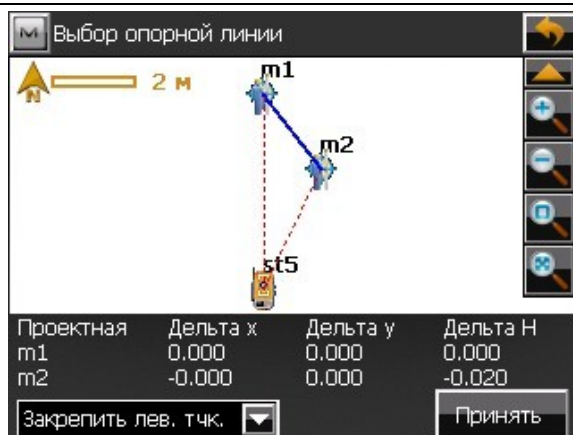 Выбор опорной линии
N
2 м
m1
m2
st5
Проектная Дельта x Дельта y Дельта H
m1 0.000 0.000 0.000
m2 -0.000 0.000 -0.020
Закрепить лев. тчк.
Принять